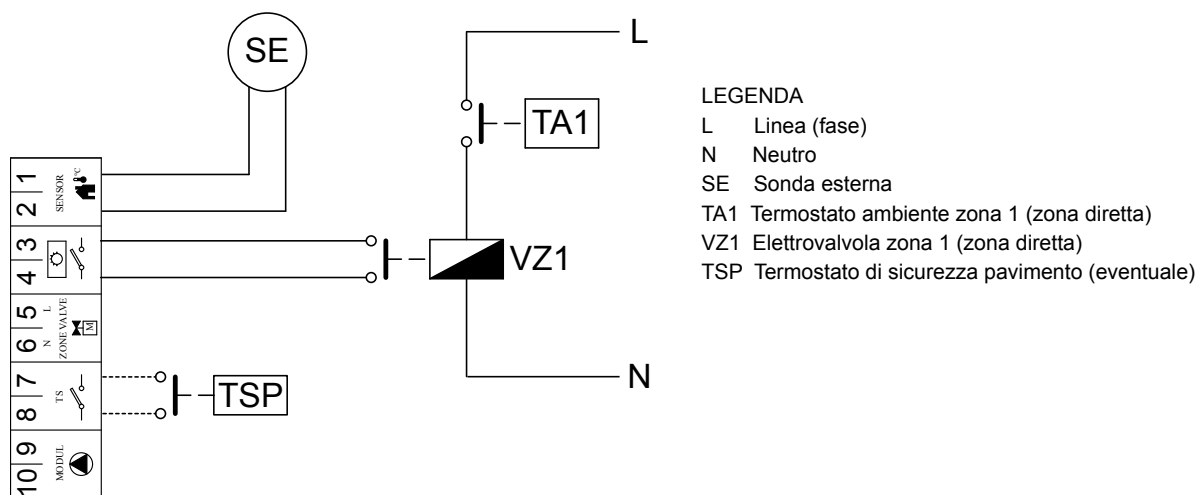 SE
L
TA1
VZ1
N
TSP
1
2
SENSOR
°C
3
4
5
6
L
N
ZONE VALVE
M
7
8
TS
9
10
MODUL
LEGENDA
L Linea (fase)
N Neutro
SE Sonda esterna
TA1 Termostato ambiente zona 1 (zona diretta)
VZ1 Elettrovalvola zona 1 (zona diretta)
TSP Termostato di sicurezza pavimento (eventuale)